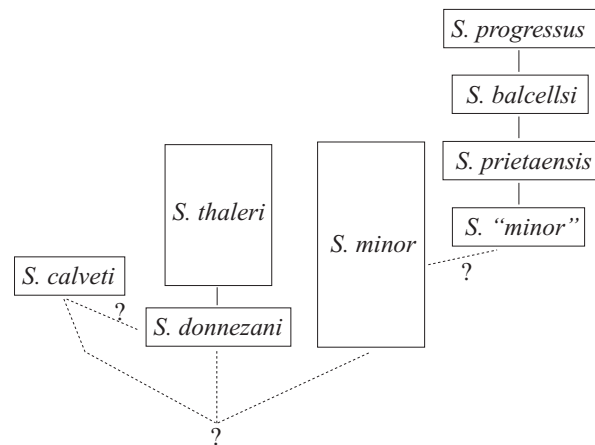 S. progressus
S. balcellsi
S. prietaensis
S. thaleri
S. “minor”
S. minor
?
S. calveti
?
S. donnezani
?